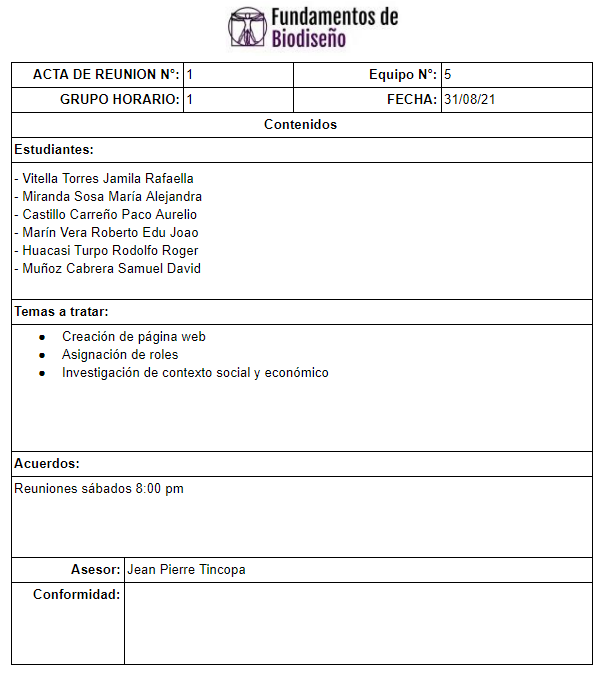 Fundamentos de
Biodiseño
ACTA DE REUNION N°: 1 Equipo N°: 5
GRUPO HORARIO: 1 FECHA: 31/08/21
Contenidos
Estudiantes:
- Vitella Torres Jamila Rafaella
- Miranda Sosa María Alejandra
- Castillo Carreño Paco Aurelio
- Marín Vera Roberto Edu Joao
- Huacasi Turpo Rodolfo Roger
- Muñoz Cabrera Samuel David
Temas a tratar:
● Creación de página web
● Asignación de roles
● Investigación de contexto social y económico
Acuerdos:
Reuniones sábados 8:00 pm
Asesor: Jean Pierre Tincopa
Conformidad: